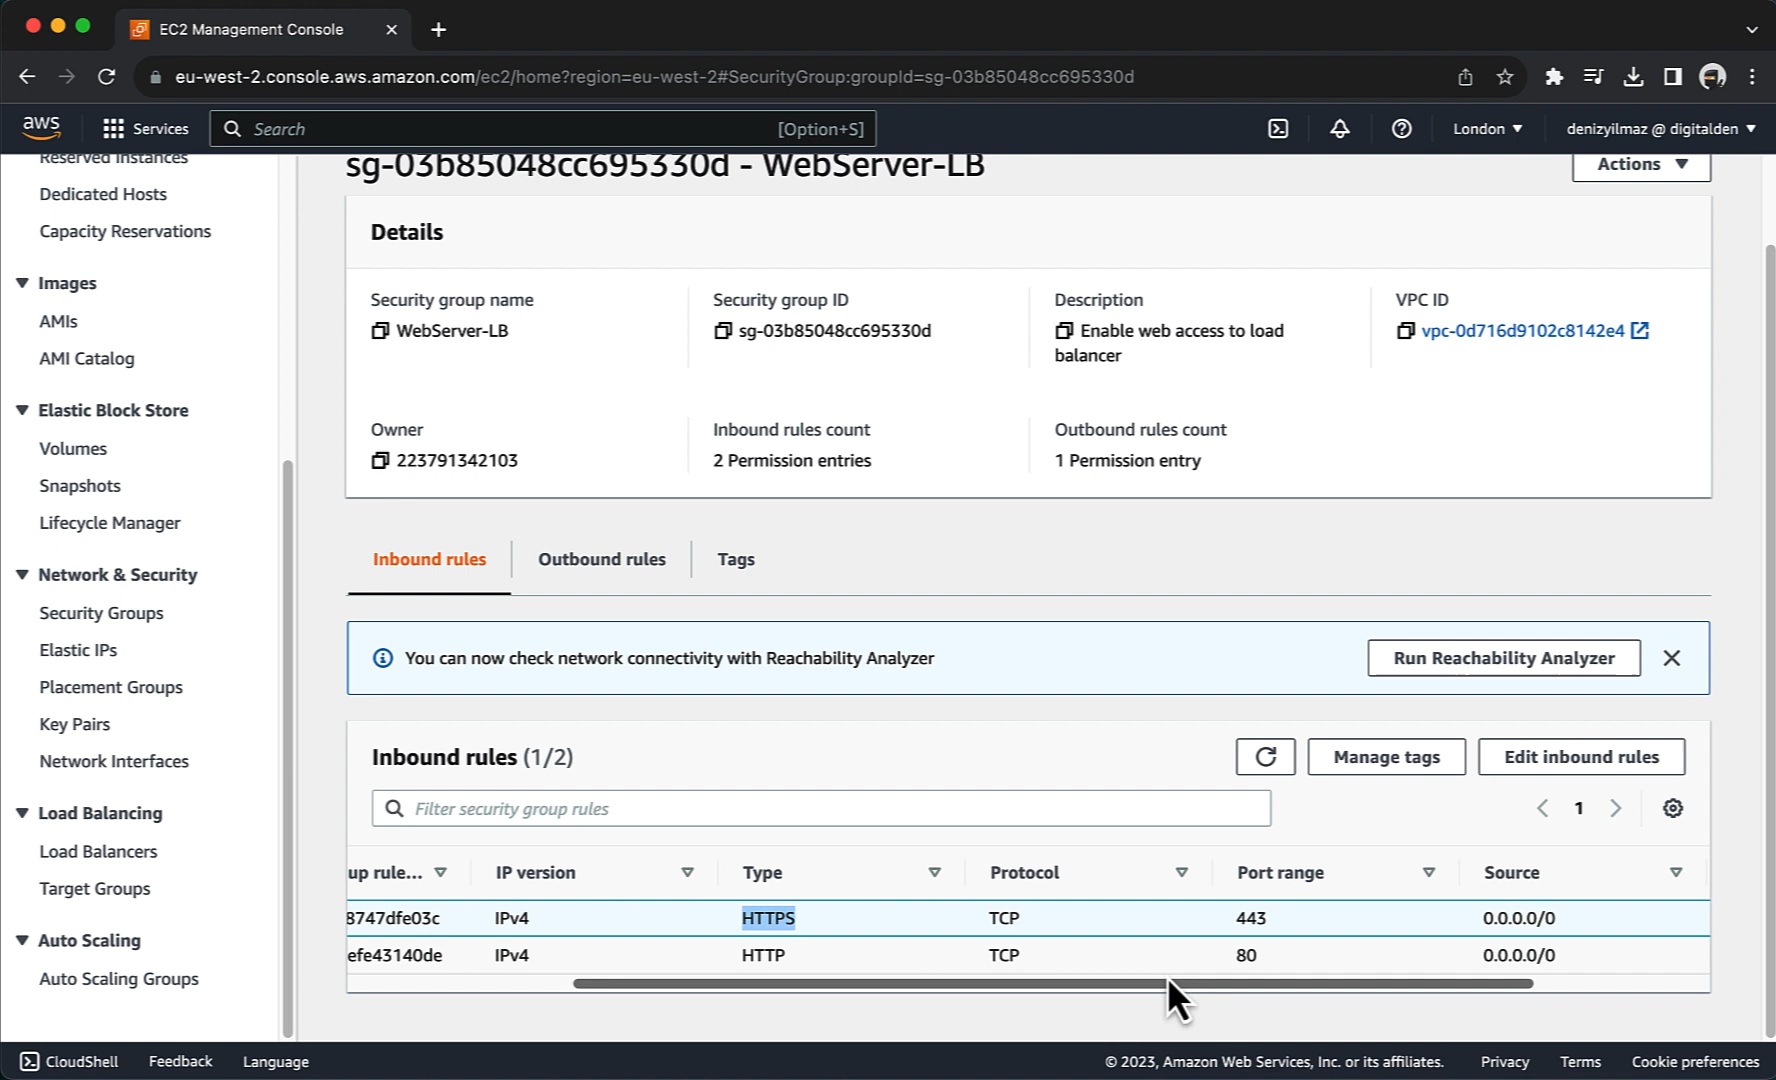 EC2 Management Console
eu-west-2.console.aws.amazon.com/ec2/home?region=eu-west-2#SecurityGroup:groupId=sg-03b85048cc695330d
aws
Services
Search
[Option+S]
London
denizyilmaz @ digitalden
Reserved Instances
Dedicated Hosts
Capacity Reservations
Images
AMIs
AMI Catalog
Elastic Block Store
Volumes
Snapshots
Lifecycle Manager
Network & Security
Security Groups
Elastic IPs
Placement Groups
Key Pairs
Network Interfaces
Load Balancing
Load Balancers
Target Groups
Auto Scaling
Auto Scaling Groups
sg-03b85048cc695330d - WebServer-LB
Actions
Details
Security group name
WebServer-LB
Security group ID
sg-03b85048cc695330d
Description
Enable web access to load
balancer
VPC ID
vpc-0d716d9102c8142e4
Owner
223791342103
Inbound rules count
2 Permission entries
Outbound rules count
1 Permission entry
Inbound rules
Outbound rules
Tags
You can now check network connectivity with Reachability Analyzer
Run Reachability Analyzer
Inbound rules (1/2)
Manage tags
Edit inbound rules
Filter security group rules
1
up rule... IP version Type Protocol Port range Source
8747dfe03c IPv4 HTTPS TCP 443 0.0.0.0/0
efe43140de IPv4 HTTP TCP 80 0.0.0.0/0
CloudShell Feedback Language
© 2023, Amazon Web Services, Inc. or its affiliates. Privacy Terms Cookie preferences